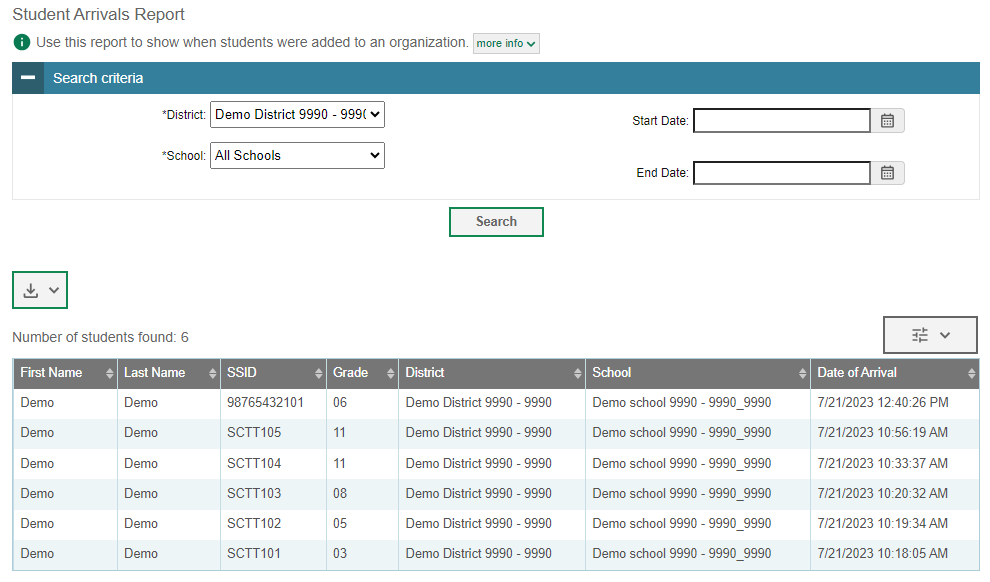 Student Arrivals Report
Use this report to show when students were added to an organization. more info
Search criteria
*District: Demo District 9990 - 9990 Start Date:
*School: All Schools
End Date:
Search
Number of students found: 6
First Name Last Name SSID Grade District School Date of Arrival
Demo Demo 98765432101 06 Demo District 9990 - 9990 Demo school 9990 - 9990_9990 7/21/2023 12:40:26 PM
Demo Demo SCTT105 11 Demo District 9990 - 9990 Demo school 9990 - 9990_9990 7/21/2023 10:56:19 AM
Demo Demo SCTT104 11 Demo District 9990 - 9990 Demo school 9990 - 9990_9990 7/21/2023 10:33:37 AM
Demo Demo SCTT103 08 Demo District 9990 - 9990 Demo school 9990 - 9990_9990 7/21/2023 10:20:32 AM
Demo Demo SCTT102 05 Demo District 9990 - 9990 Demo school 9990 - 9990_9990 7/21/2023 10:19:34 AM
Demo Demo SCTT101 03 Demo District 9990 - 9990 Demo school 9990 - 9990_9990 7/21/2023 10:18:05 AM